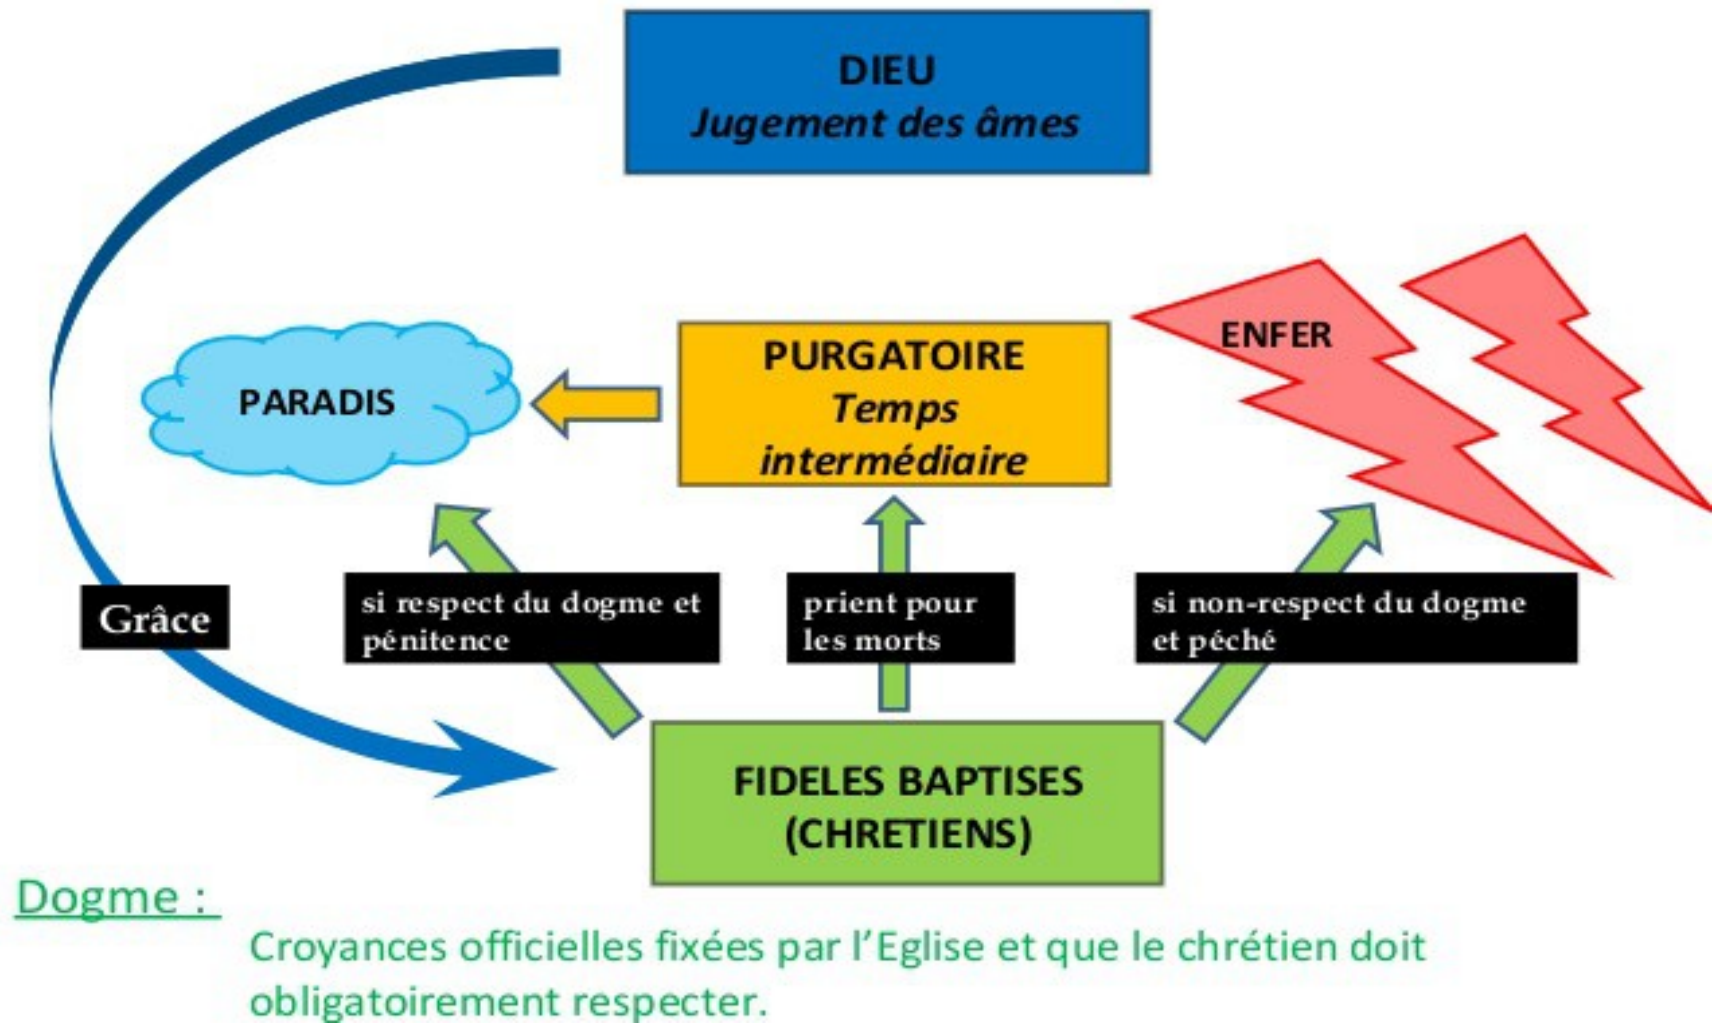 DIEU
Jugement des âmes
PARADIS
PURGATOIRE
Temps
intermédiaire
ENFER
Grâce
si respect du dogme et
pénitence
prient pour
les morts
si non-respect du dogme
et péché
FIDELES BAPTISES
(CHRETIENS)
Dogme :
Croyances officielles fixées par l’Eglise et que le chrétien doit
obligatoirement respecter.